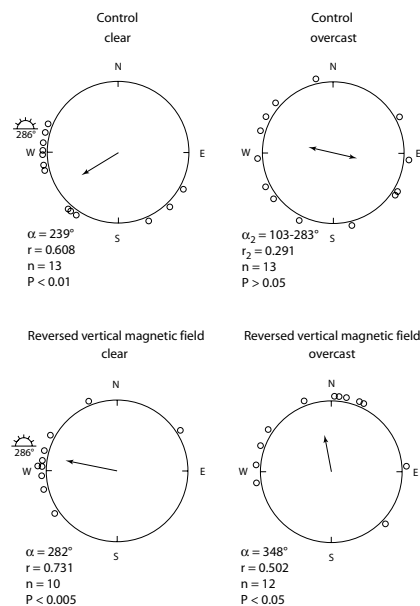 Control
clear
N
286°
W
E
S
α = 239°
r = 0.608
n = 13
P < 0.01
Control
overcast
N
W
E
S
α₂ = 103-283°
r₂ = 0.291
n = 13
P > 0.05
Reversed vertical magnetic field
clear
N
286°
W
E
S
α = 282°
r = 0.731
n = 10
P < 0.005
Reversed vertical magnetic field
overcast
N
W
E
S
α = 348°
r = 0.502
n = 12
P < 0.05